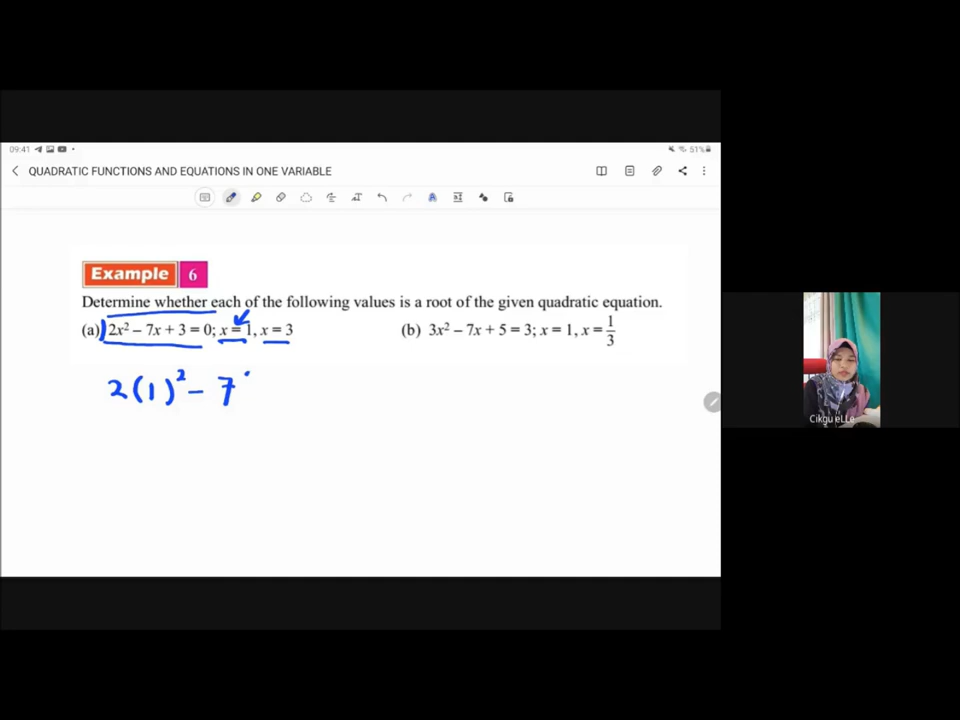 09:41
51%
QUADRATIC FUNCTIONS AND EQUATIONS IN ONE VARIABLE
Example 6
Determine whether each of the following values is a root of the given quadratic equation.
(a) 2x² – 7x + 3 = 0; x = 1, x = 3
(b) 3x² – 7x + 5 = 3; x = 1, x = 1/3
2(1)² – 7
Cikgu eLLe